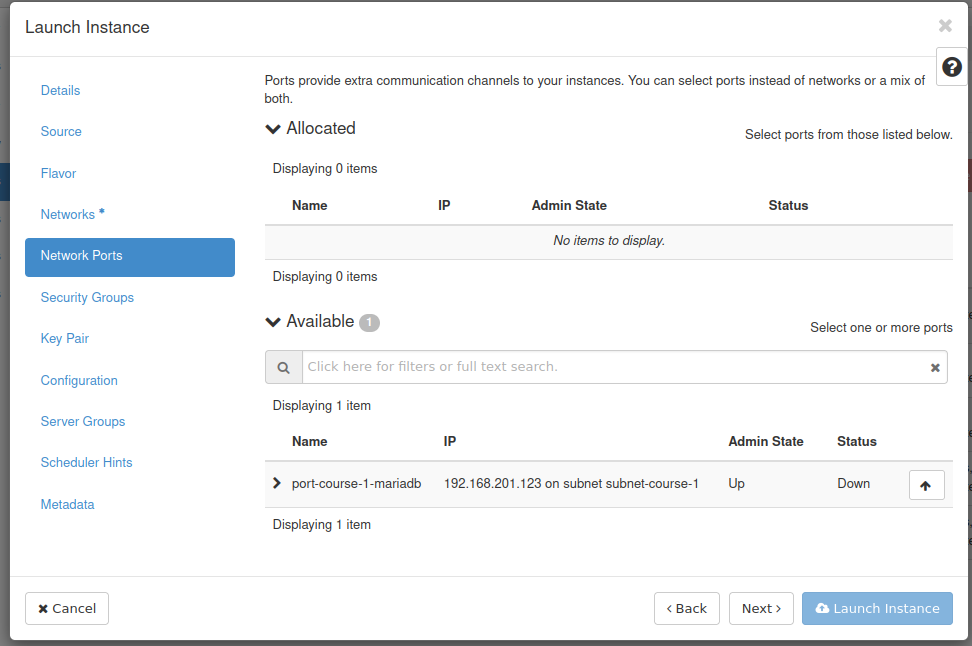 Launch Instance
Details
Source
Flavor
Networks *
Network Ports
Security Groups
Key Pair
Configuration
Server Groups
Scheduler Hints
Metadata
Ports provide extra communication channels to your instances. You can select ports instead of networks or a mix of
both.
Allocated
Select ports from those listed below.
Displaying 0 items
Name IP Admin State Status
No items to display.
Displaying 0 items
Available 1
Select one or more ports
Click here for filters or full text search.
Displaying 1 item
Name IP Admin State Status
port-course-1-mariadb 192.168.201.123 on subnet subnet-course-1 Up Down
Displaying 1 item
Cancel
‹ Back
Next ›
Launch Instance